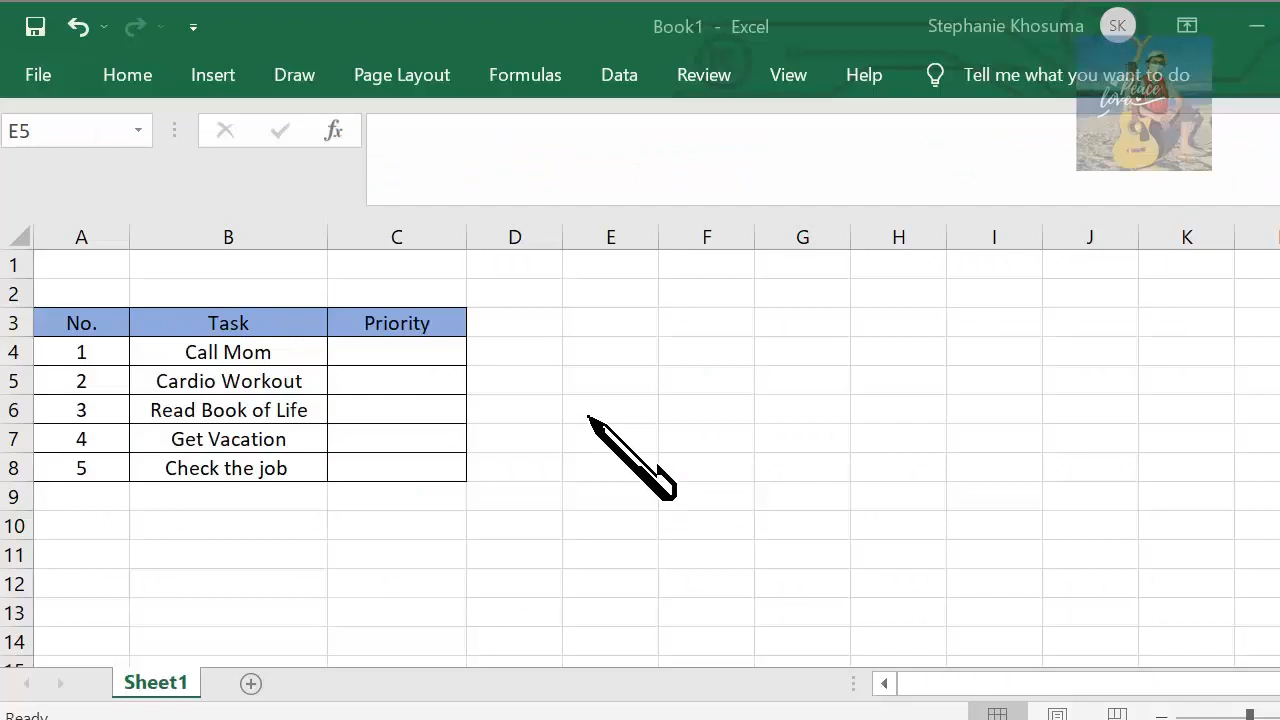 Book1 - Excel
Stephanie Khosuma SK
File Home Insert Draw Page Layout Formulas Data Review View Help Tell me what you want to do
Peace
love
E5 fx
A B C D E F G H I J K
1
2
3 No. Task Priority
4 1 Call Mom
5 2 Cardio Workout
6 3 Read Book of Life
7 4 Get Vacation
8 5 Check the job
9
10
11
12
13
14
15
Sheet1
Ready